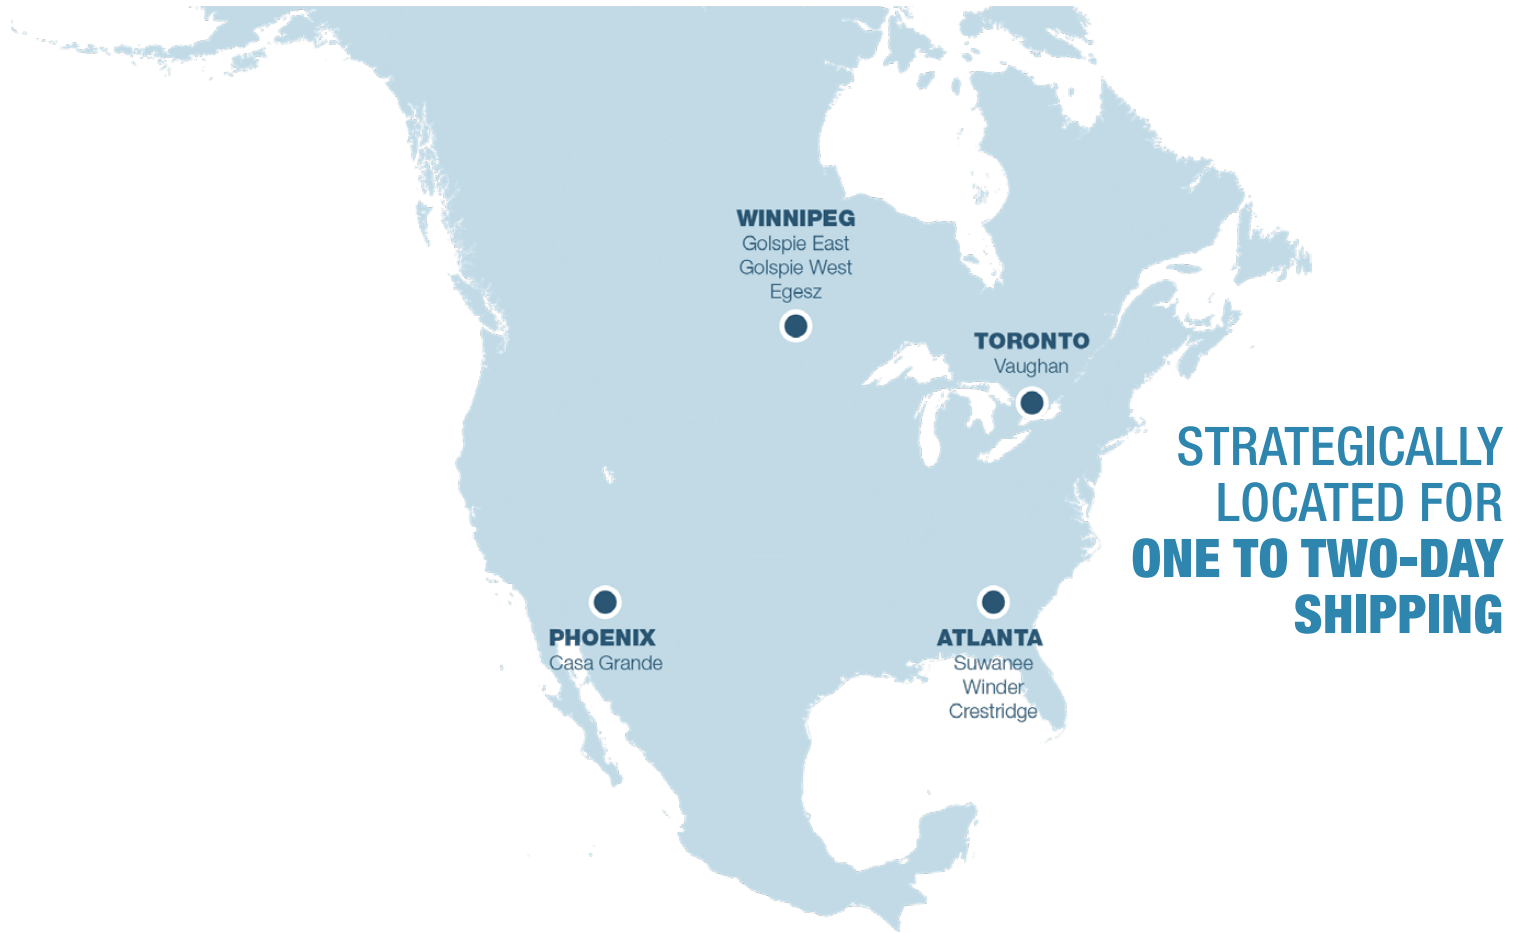 WINNIPEG
Golspie East
Golspie West
Egesz
TORONTO
Vaughan
STRATEGICALLY
LOCATED FOR
ONE TO TWO-DAY
SHIPPING
PHOENIX
Casa Grande
ATLANTA
Suwanee
Winder
Crestridge